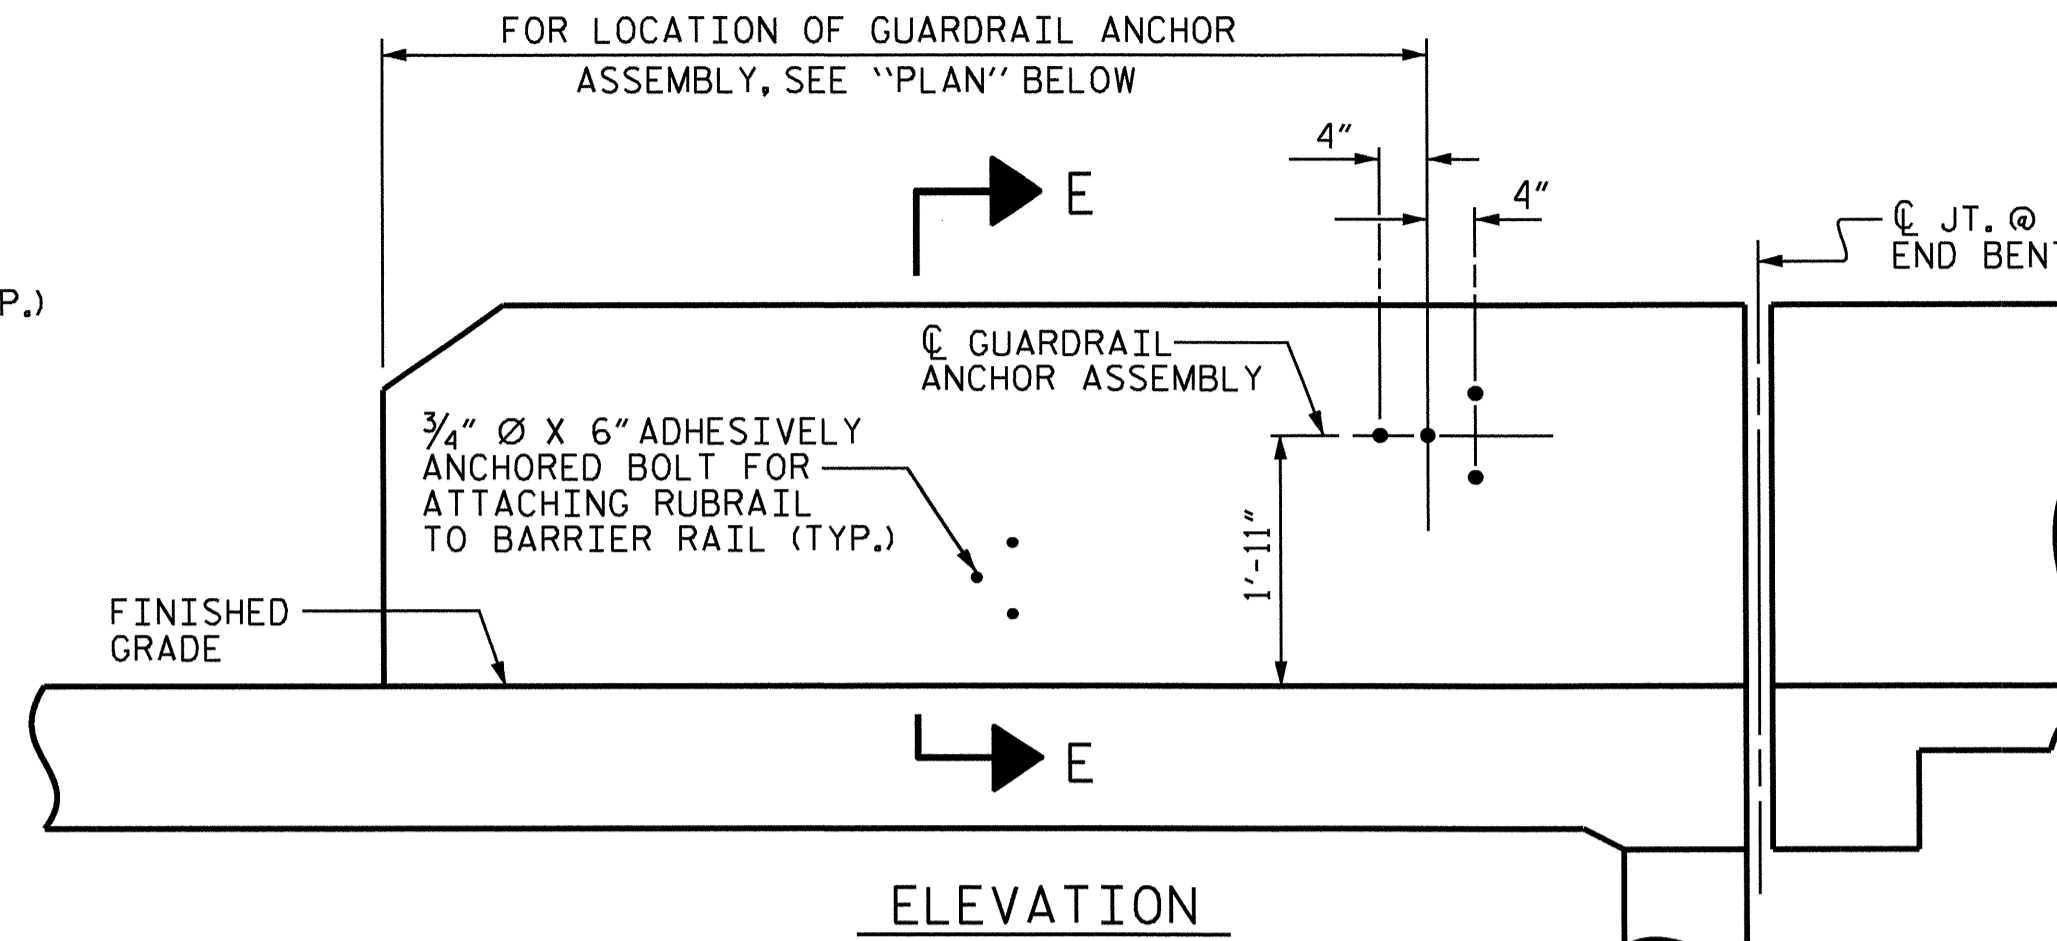 FOR LOCATION OF GUARDRAIL ANCHOR
ASSEMBLY, SEE "PLAN" BELOW
4"
E
4"
℄ JT. @
END BENT
P.)
℄ GUARDRAIL
ANCHOR ASSEMBLY
3/4" Ø X 6" ADHESIVELY
ANCHORED BOLT FOR
ATTACHING RUBRAIL
TO BARRIER RAIL (TYP.)
1'-11"
FINISHED
GRADE
E
ELEVATION